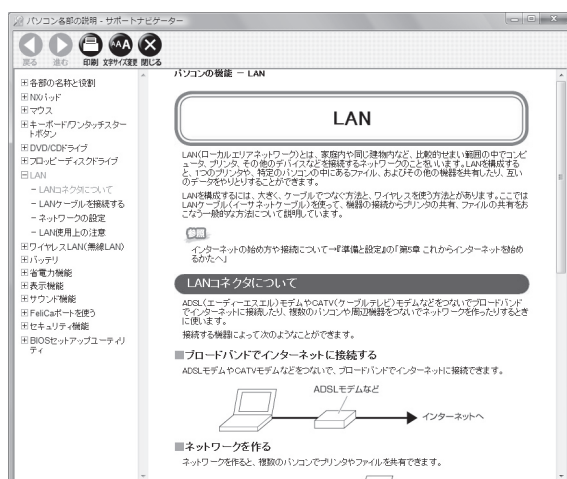 パソコン各部の説明 - サポートナビゲーター
戻る 進む 印刷 文字サイズ変更 閉じる
各部の名称と役割
NXパッド
マウス
キーボード/ワンタッチスター
トボタン
DVD/CDドライブ
フロッピーディスクドライブ
LAN
- LANコネクタについて
- LANケーブルを接続する
- ネットワークの設定
- LAN使用上の注意
ワイヤレスLAN(無線LAN)
バッテリ
省電力機能
表示機能
サウンド機能
FeliCaポートを使う
セキュリティ機能
BIOSセットアップユーティリ
ティ
パソコンの機能 - LAN
LAN
LAN(ローカルエリアネットワーク)とは、家庭内や同じ建物内など、比較的せまい範囲の中でコンピ
ュータ、プリンタ、その他のデバイスなどを接続するネットワークのことをいいます。LANを構成する
と、1つのプリンタや、特定のパソコンの中にあるファイル、およびその他の機器を共有したり、互い
のデータをやりとりすることができます。
LANを構成するには、大きく、ケーブルでつなぐ方法と、ワイヤレスを使う方法とがあります。ここでは
LANケーブル(イーサネットケーブル)を使って、機器の接続からプリンタの共有、ファイルの共有をお
こなう一般的な方法について説明しています。
インターネットの始め方や接続について→『準備と設定』の「第5章 これからインターネットを始め
るかたへ」
LANコネクタについて
ADSL(エーディーエスエル)モデムやCATV(ケーブルテレビ)モデムなどをつないでブロードバンド
でインターネットに接続したり、複数のパソコンや周辺機器をつないでネットワークを作ったりするとき
に使います。
接続する機器によって次のようなことができます。
■ブロードバンドでインターネットに接続する
ADSLモデムやCATVモデムなどをつないで、ブロードバンドでインターネットに接続できます。
ADSLモデムなど
インターネットへ
■ネットワークを作る
ネットワークを作ると、複数のパソコンでプリンタやファイルを共有できます。